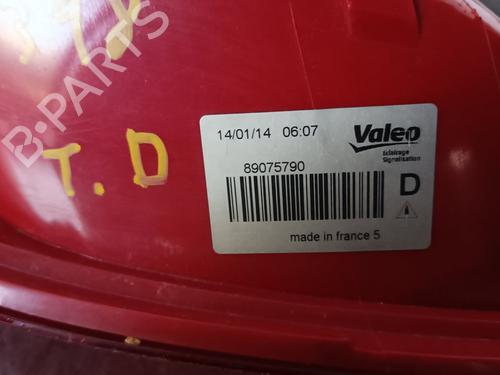 B-PARTS
T.D
14/01/14 06:07
Valeo
Eclairage
Signalisation
89075790
D
made in france 5